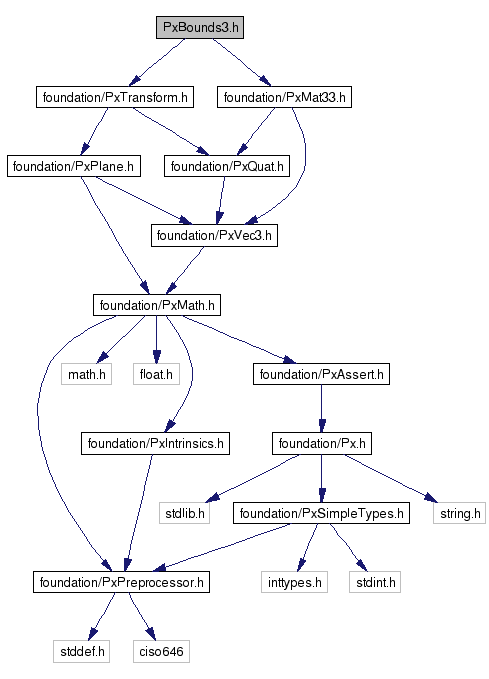 PxBounds3.h
foundation/PxTransform.h
foundation/PxMat33.h
foundation/PxPlane.h
foundation/PxQuat.h
foundation/PxVec3.h
foundation/PxMath.h
math.h
float.h
foundation/PxAssert.h
foundation/PxIntrinsics.h
foundation/Px.h
stdlib.h
foundation/PxSimpleTypes.h
string.h
foundation/PxPreprocessor.h
inttypes.h
stdint.h
stddef.h
ciso646